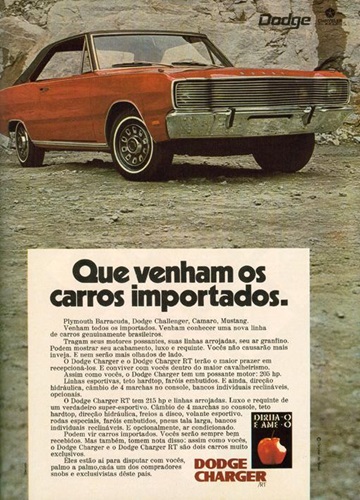 Dodge
Que venham os
carros importados.
Plymouth Barracuda, Dodge Challenger, Camaro, Mustang.
Venham todos os importados. Venham conhecer uma nova linha
de carros genuinamente brasileiros.
Tragam seus motores possantes, suas linhas arrojadas, seu ar granfino.
Podem mostrar seu acabamento, luxo e requinte. Vocês não causarão mais
inveja. E nem serão mais olhados de lado.
O Dodge Charger e o Dodge Charger RT terão o maior prazer em
recepcioná-los. E conviver com vocês dentro do maior cavalheirismo.
Assim como vocês, o Dodge Charger tem um possante motor: 205 hp.
Linhas esportivas, teto hardtop, faróis embutidos. E ainda, direção
hidráulica, câmbio de 4 marchas no console, bancos individuais reclináveis,
opcionais.
O Dodge Charger RT tem 215 hp e linhas arrojadas. Luxo e requinte de
um verdadeiro super-esportivo. Câmbio de 4 marchas no console, teto
hardtop, direção hidráulica, freios a disco, volante esportivo,
rodas especiais, faróis embutidos, pneus tala larga, bancos
individuais reclináveis. E opcionalmente, ar condicionado.
Podem vir carros importados. Vocês serão sempre bem
recebidos. Mas também, tomem nota disso: assim como vocês,
o Dodge Charger e o Dodge Charger RT são dois carros muito
exclusivos.
Eles estão aí para disputar com vocês,
palmo a palmo, cada um dos compradores
esnobes e exclusivistas dêste país.
DIRIJA-O
E AME-O
DODGE
CHARGER